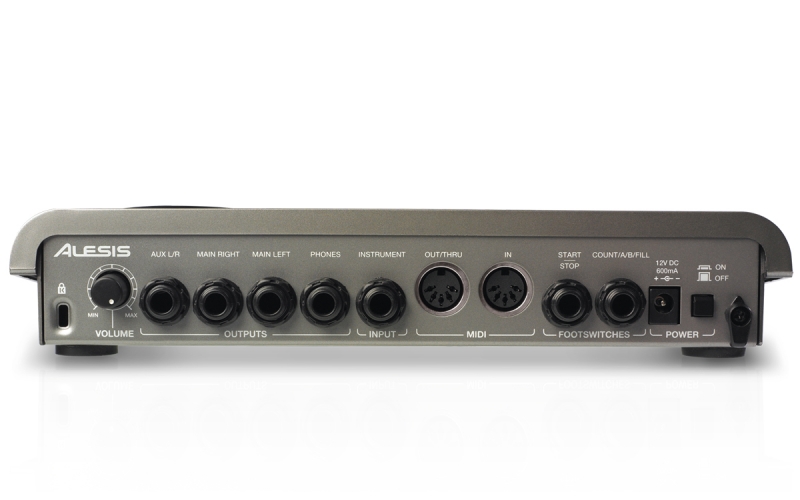 ALESIS
AUX L/R
MAIN RIGHT
MAIN LEFT
PHONES
INSTRUMENT
OUT/THRU
IN
START
STOP
COUNT/A/B/FILL
12V DC
600mA
+ -
ON
OFF
MIN
MAX
VOLUME
OUTPUTS
INPUT
MIDI
FOOTSWITCHES
POWER